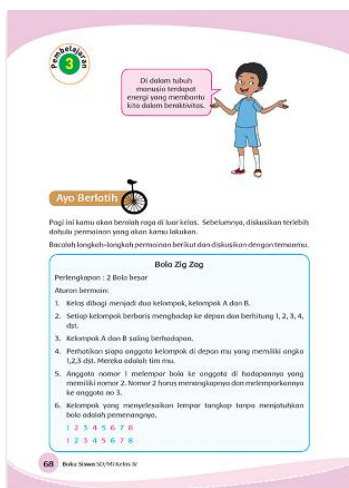 Pembelajaran
3
Di dalam tubuh
manusia terdapat
energi yang membantu
kita dalam beraktivitas.
Ayo Berlatih
Pagi ini kamu akan berolah raga di luar kelas. Sebelumnya, diskusikan terlebih
dahulu permainan yang akan kamu lakukan.
Bacalah langkah-langkah permainan berikut dan diskusikan dengan temanmu.
Bola Zig Zag
Perlengkapan : 2 Bola besar
Aturan bermain:
1. Kelas dibagi menjadi dua kelompok, kelompok A dan B.
2. Setiap kelompok berbaris menghadap ke depan dan berhitung 1, 2, 3, 4,
dst.
3. Kelompok A dan B saling berhadapan.
4. Perhatikan siapa anggota kelompok di depan mu yang memiliki angka
1,2,3 dst. Mereka adalah tim mu.
5. Anggota nomor 1 melempar bola ke anggota di hadapannya yang
memiliki nomor 2. Nomor 2 harus menangkapnya dan melemparkannya
ke anggota no 3.
6. Kelompok yang menyelesaikan lempar tangkap tanpa menjatuhkan
bola adalah pemenangnya.
1 2 3 4 5 6 7 8
1 2 3 4 5 6 7 8
68 Buku Siswa SD/MI Kelas IV